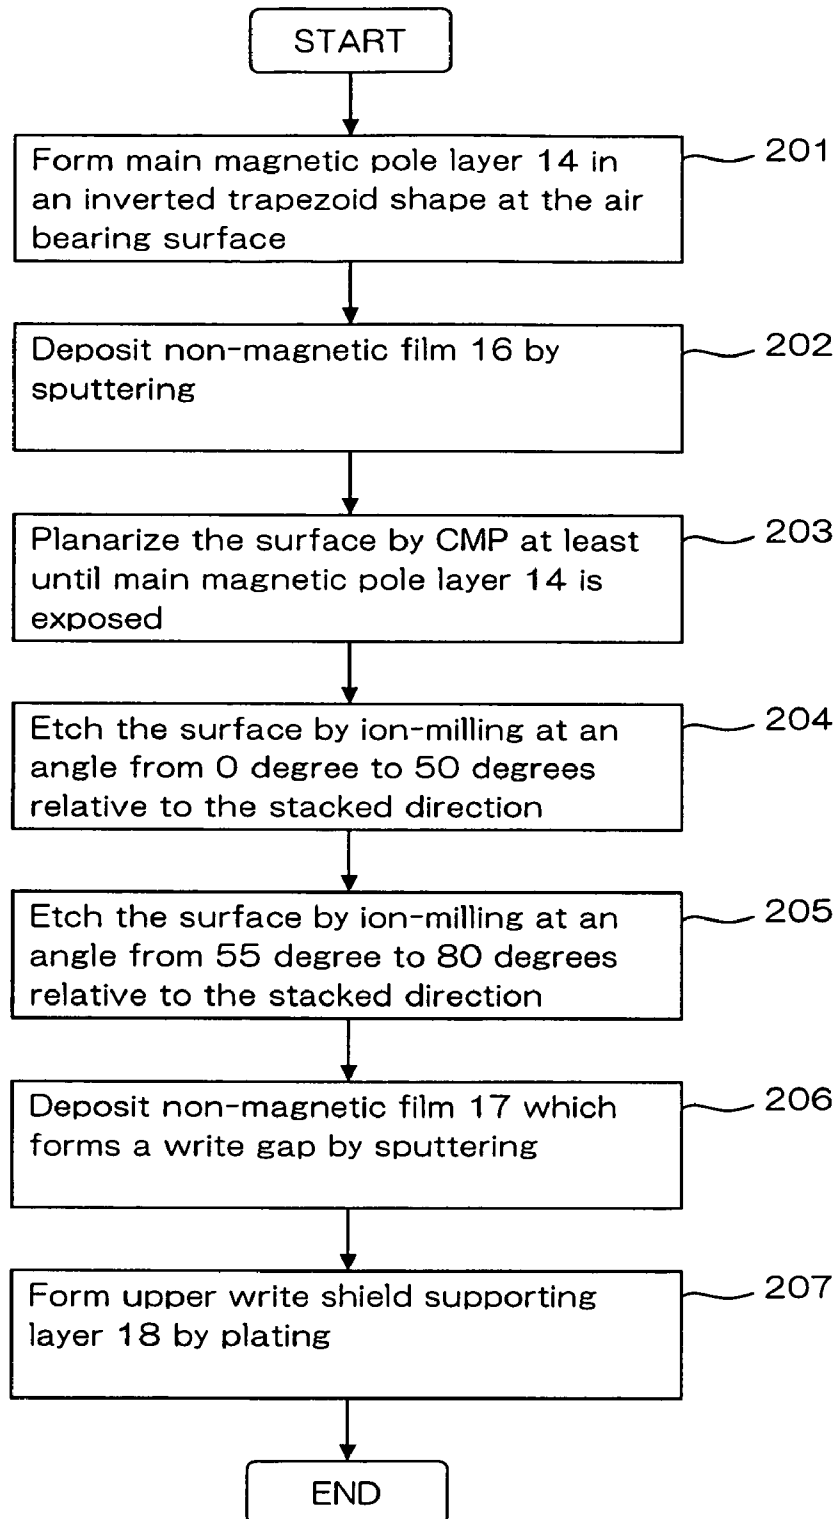 START
Form main magnetic pole layer 14 in
an inverted trapezoid shape at the air
bearing surface
201
Deposit non-magnetic film 16 by
sputtering
202
Planarize the surface by CMP at least
until main magnetic pole layer 14 is
exposed
203
Etch the surface by ion-milling at an
angle from 0 degree to 50 degrees
relative to the stacked direction
204
Etch the surface by ion-milling at an
angle from 55 degree to 80 degrees
relative to the stacked direction
205
Deposit non-magnetic film 17 which
forms a write gap by sputtering
206
Form upper write shield supporting
layer 18 by plating
207
END